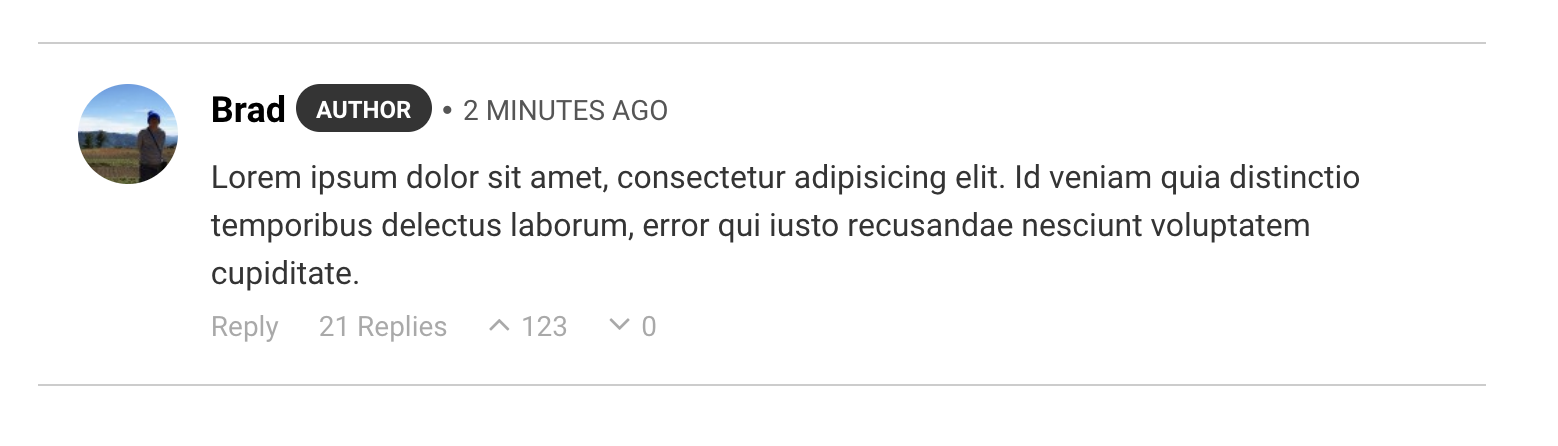 Brad AUTHOR • 2 MINUTES AGO
Lorem ipsum dolor sit amet, consectetur adipisicing elit. Id veniam quia distinctio
temporibus delectus laborum, error qui iusto recusandae nesciunt voluptatem
cupiditate.
Reply 21 Replies 123 0